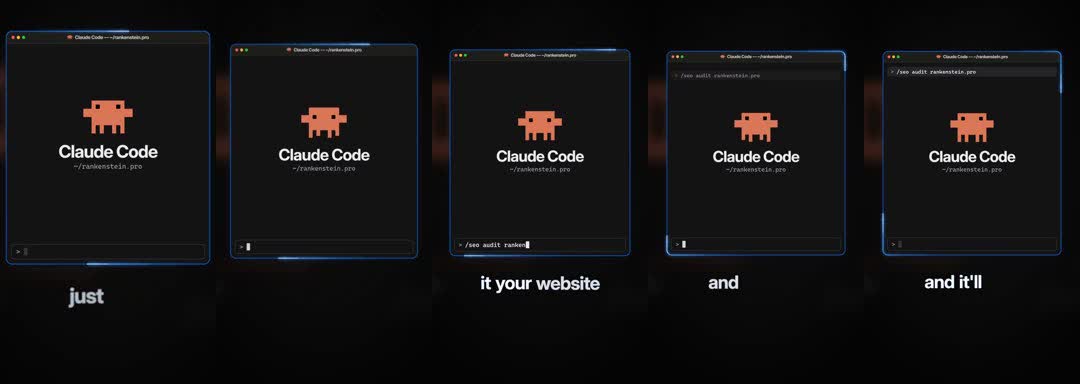 Claude Code — ~/rankenstein.pro
Claude Code
~/rankenstein.pro
>
just
Claude Code — ~/rankenstein.pro
Claude Code
~/rankenstein.pro
>
Claude Code — ~/rankenstein.pro
Claude Code
~/rankenstein.pro
> /seo audit ranken
it your website
Claude Code — ~/rankenstein.pro
> /seo audit rankenstein.pro
Claude Code
~/rankenstein.pro
>
and
Claude Code — ~/rankenstein.pro
> /seo audit rankenstein.pro
Claude Code
~/rankenstein.pro
>
and it'll